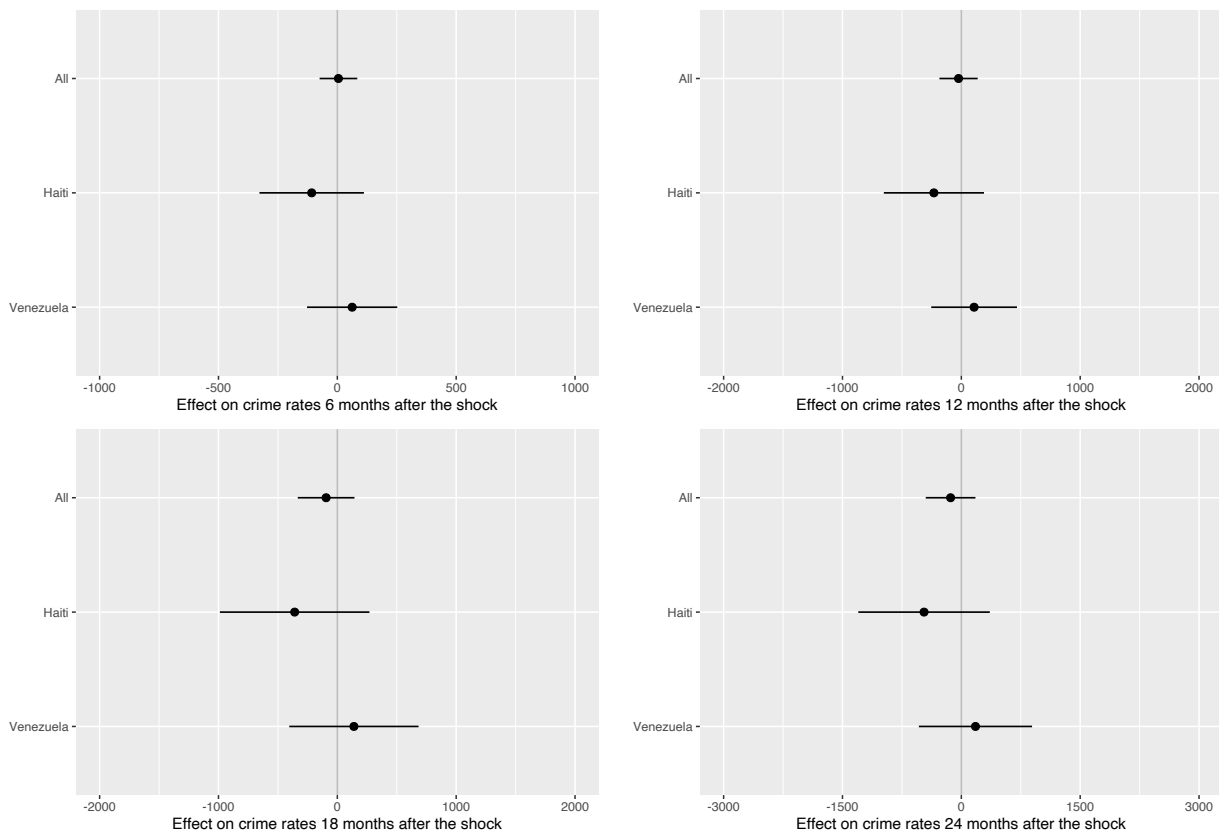 All
Haiti
Venezuela
-1000 -500 0 500 1000
Effect on crime rates 6 months after the shock
All
Haiti
Venezuela
-2000 -1000 0 1000 2000
Effect on crime rates 12 months after the shock
All
Haiti
Venezuela
-2000 -1000 0 1000 2000
Effect on crime rates 18 months after the shock
All
Haiti
Venezuela
-3000 -1500 0 1500 3000
Effect on crime rates 24 months after the shock